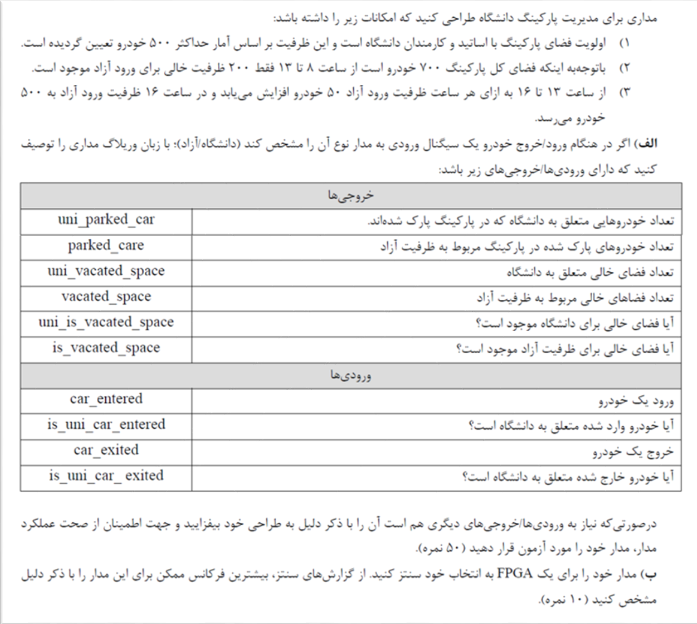 مداری برای مدیریت پارکینگ دانشگاه طراحی کنید که امکانات زیر را داشته باشد:
۱) اولویت فضای پارکینگ با اساتید و کارمندان دانشگاه است و این ظرفیت بر اساس آمار حداکثر ۵۰۰ خودرو تعیین گردیده است.
۲) باتوجه‌به اینکه فضای کل پارکینگ ۷۰۰ خودرو است از ساعت ۸ تا ۱۳ فقط ۲۰۰ ظرفیت خالی برای ورود آزاد موجود است.
۳) از ساعت ۱۳ تا ۱۶ به ازای هر ساعت ظرفیت ورود آزاد ۵۰ خودرو افزایش می‌یابد و در ساعت ۱۶ ظرفیت ورود آزاد به ۵۰۰
خودرو می‌رسد.
الف) اگر در هنگام ورود/خروج خودرو یک سیگنال ورودی به مدار نوع آن را مشخص کند (دانشگاه/آزاد)؛ با زبان وریلاگ مداری را توصیف
کنید که دارای ورودی‌ها/خروجی‌های زیر باشد:
خروجی‌ها
تعداد خودروهایی متعلق به دانشگاه که در پارکینگ پارک شده‌اند. uni_parked_car
تعداد خودروهای پارک شده در پارکینگ مربوط به ظرفیت آزاد parked_care
تعداد فضای خالی متعلق به دانشگاه uni_vacated_space
تعداد فضاهای خالی مربوط به ظرفیت آزاد vacated_space
آیا فضای خالی برای دانشگاه موجود است؟ uni_is_vacated_space
آیا فضای خالی برای ظرفیت آزاد موجود است؟ is_vacated_space
ورودی‌ها
ورود یک خودرو car_entered
آیا خودرو وارد شده متعلق به دانشگاه است؟ is_uni_car_entered
خروج یک خودرو car_exited
آیا خودرو خارج شده متعلق به دانشگاه است؟ is_uni_car_ exited
درصورتی‌که نیاز به ورودی‌ها/خروجی‌های دیگری هم است آن را با ذکر دلیل به طراحی خود بیفزایید و جهت اطمینان از صحت عملکرد
مدار، مدار خود را مورد آزمون قرار دهید (۵۰ نمره).
ب) مدار خود را برای یک FPGA به انتخاب خود سنتز کنید. از گزارش‌های سنتز، بیشترین فرکانس ممکن برای این مدار را با ذکر دلیل
مشخص کنید (۱۰ نمره).